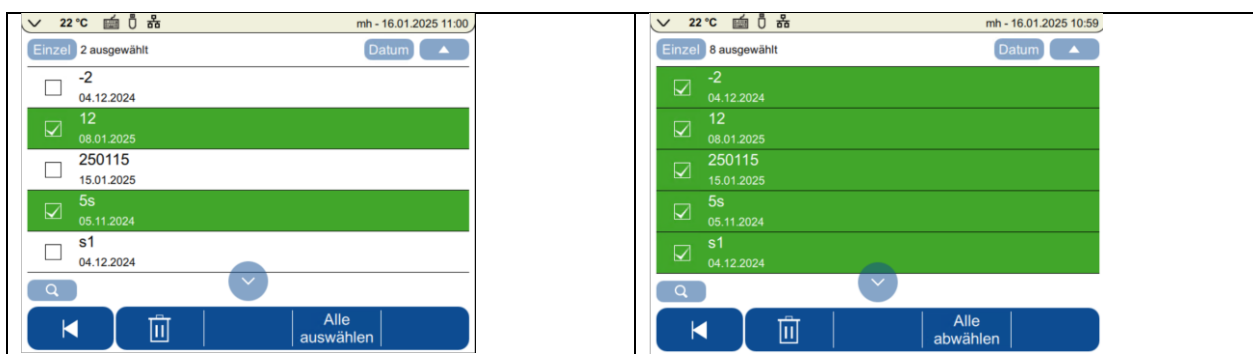 22 °C
mh - 16.01.2025 11:00
Einzel 2 ausgewählt
Datum
-2
04.12.2024
12
08.01.2025
250115
15.01.2025
5s
05.11.2024
s1
04.12.2024
Alle
auswählen
22 °C
mh - 16.01.2025 10:59
Einzel 8 ausgewählt
Datum
-2
04.12.2024
12
08.01.2025
250115
15.01.2025
5s
05.11.2024
s1
04.12.2024
Alle
abwählen